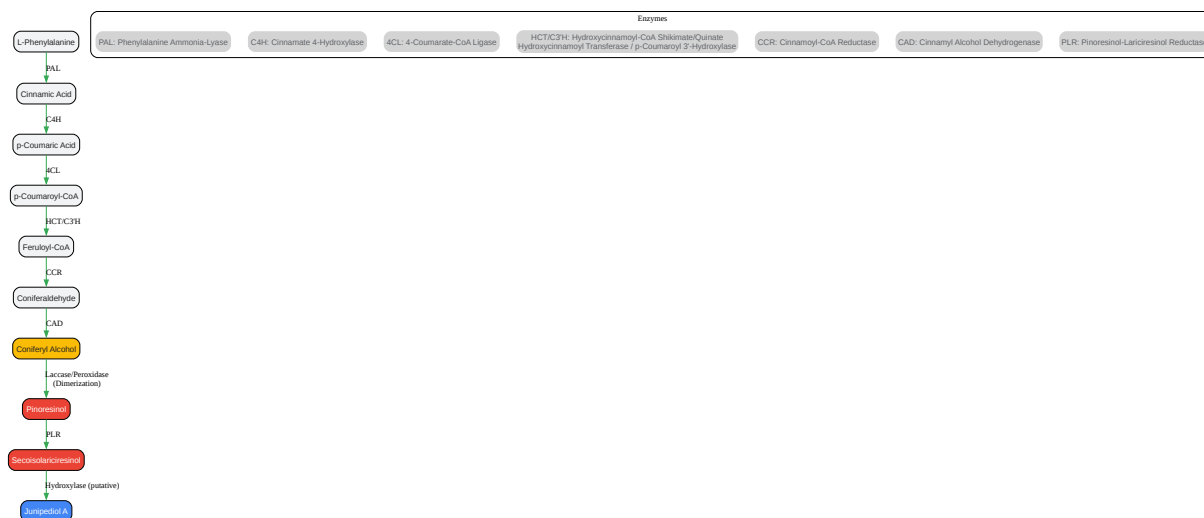 Enzymes
PAL: Phenylalanine Ammonia-Lyase
C4H: Cinnamate 4-Hydroxylase
4CL: 4-Coumarate-CoA Ligase
HCT/C3'H: Hydroxycinnamoyl-CoA Shikimate/Quinate
Hydroxycinnamoyl Transferase / p-Coumaroyl 3'-Hydroxylase
CCR: Cinnamoyl-CoA Reductase
CAD: Cinnamyl Alcohol Dehydrogenase
PLR: Pinoresinol-Lariciresinol Reductase
L-Phenylalanine
PAL
Cinnamic Acid
C4H
p-Coumaric Acid
4CL
p-Coumaroyl-CoA
HCT/C3'H
Feruloyl-CoA
CCR
Coniferaldehyde
CAD
Coniferyl Alcohol
Laccase/Peroxidase
(Dimerization)
Pinoresinol
PLR
Secoisolariciresinol
Hydroxylase (putative)
Junipediol A